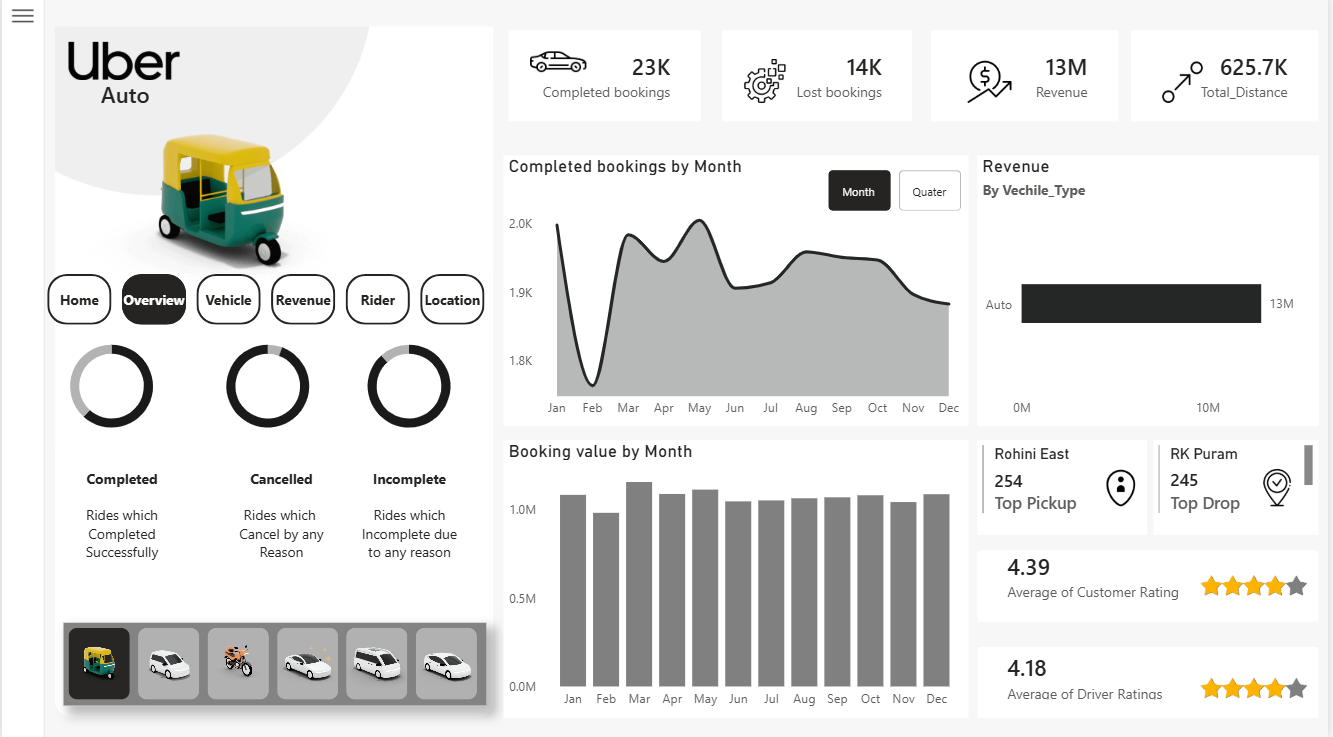 Uber
Auto
Home
Overview
Vehicle
Revenue
Rider
Location
Completed
Rides which
Completed
Successfully
Cancelled
Rides which
Cancel by any
Reason
Incomplete
Rides which
Incomplete due
to any reason
23K
Completed bookings
14K
Lost bookings
13M
Revenue
625.7K
Total_Distance
Completed bookings by Month
Month
Quater
2.0K
1.9K
1.8K
Jan Feb Mar Apr May Jun Jul Aug Sep Oct Nov Dec
Revenue
By Vechile_Type
Auto
13M
0M 10M
Booking value by Month
1.0M
0.5M
0.0M
Jan Feb Mar Apr May Jun Jul Aug Sep Oct Nov Dec
Rohini East
254
Top Pickup
RK Puram
245
Top Drop
4.39
Average of Customer Rating
4.18
Average of Driver Ratings